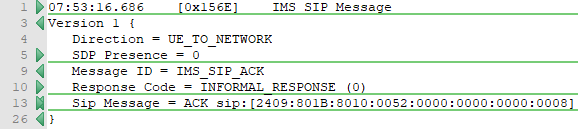 1 07:53:16.686 [0x156E] IMS SIP Message
3 Version 1 {
4 Direction = UE_TO_NETWORK
5 SDP Presence = 0
9 Message ID = IMS_SIP_ACK
10 Response Code = INFORMAL_RESPONSE (0)
13 Sip Message = ACK sip:[2409:801B:8010:0052:0000:0000:0000:0008]
26 }